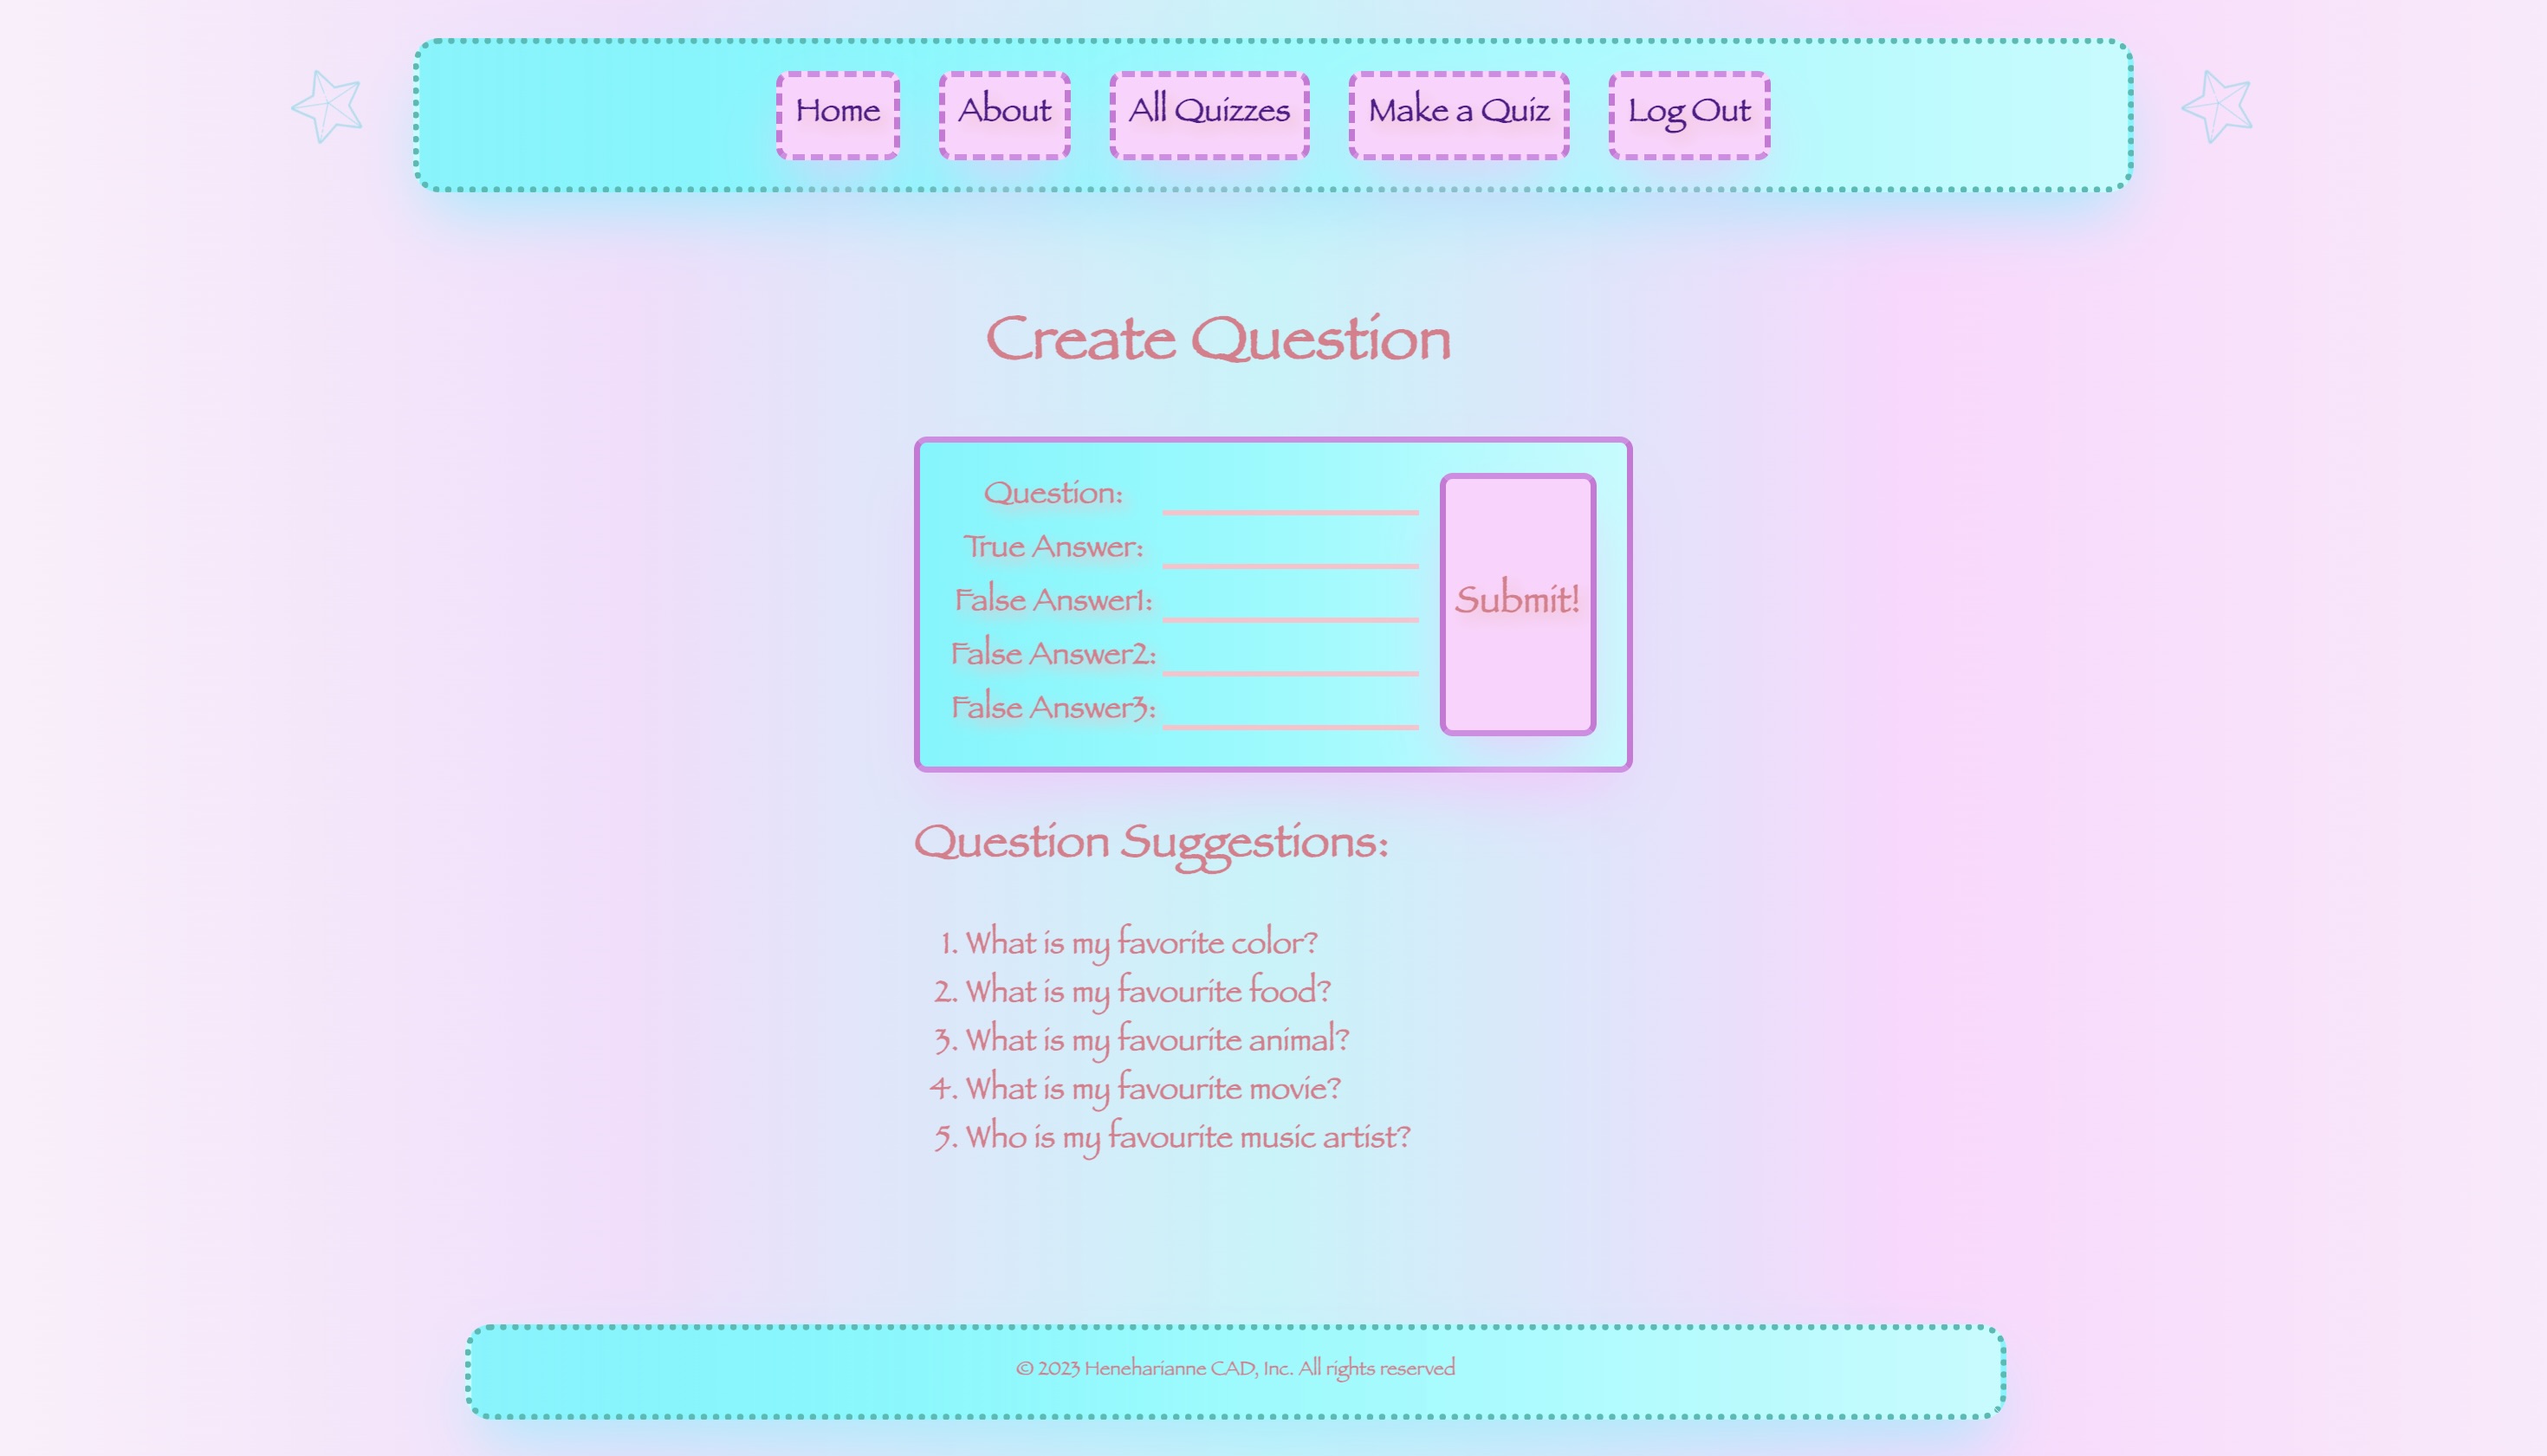 Home
About
All Quizzes
Make a Quiz
Log Out
Create Question
Question:
True Answer:
False Answer1:
False Answer2:
False Answer3:
Submit!
Question Suggestions:
1. What is my favorite color?
2. What is my favourite food?
3. What is my favourite animal?
4. What is my favourite movie?
5. Who is my favourite music artist?
© 2023 Heneharianne CAD, Inc. All rights reserved